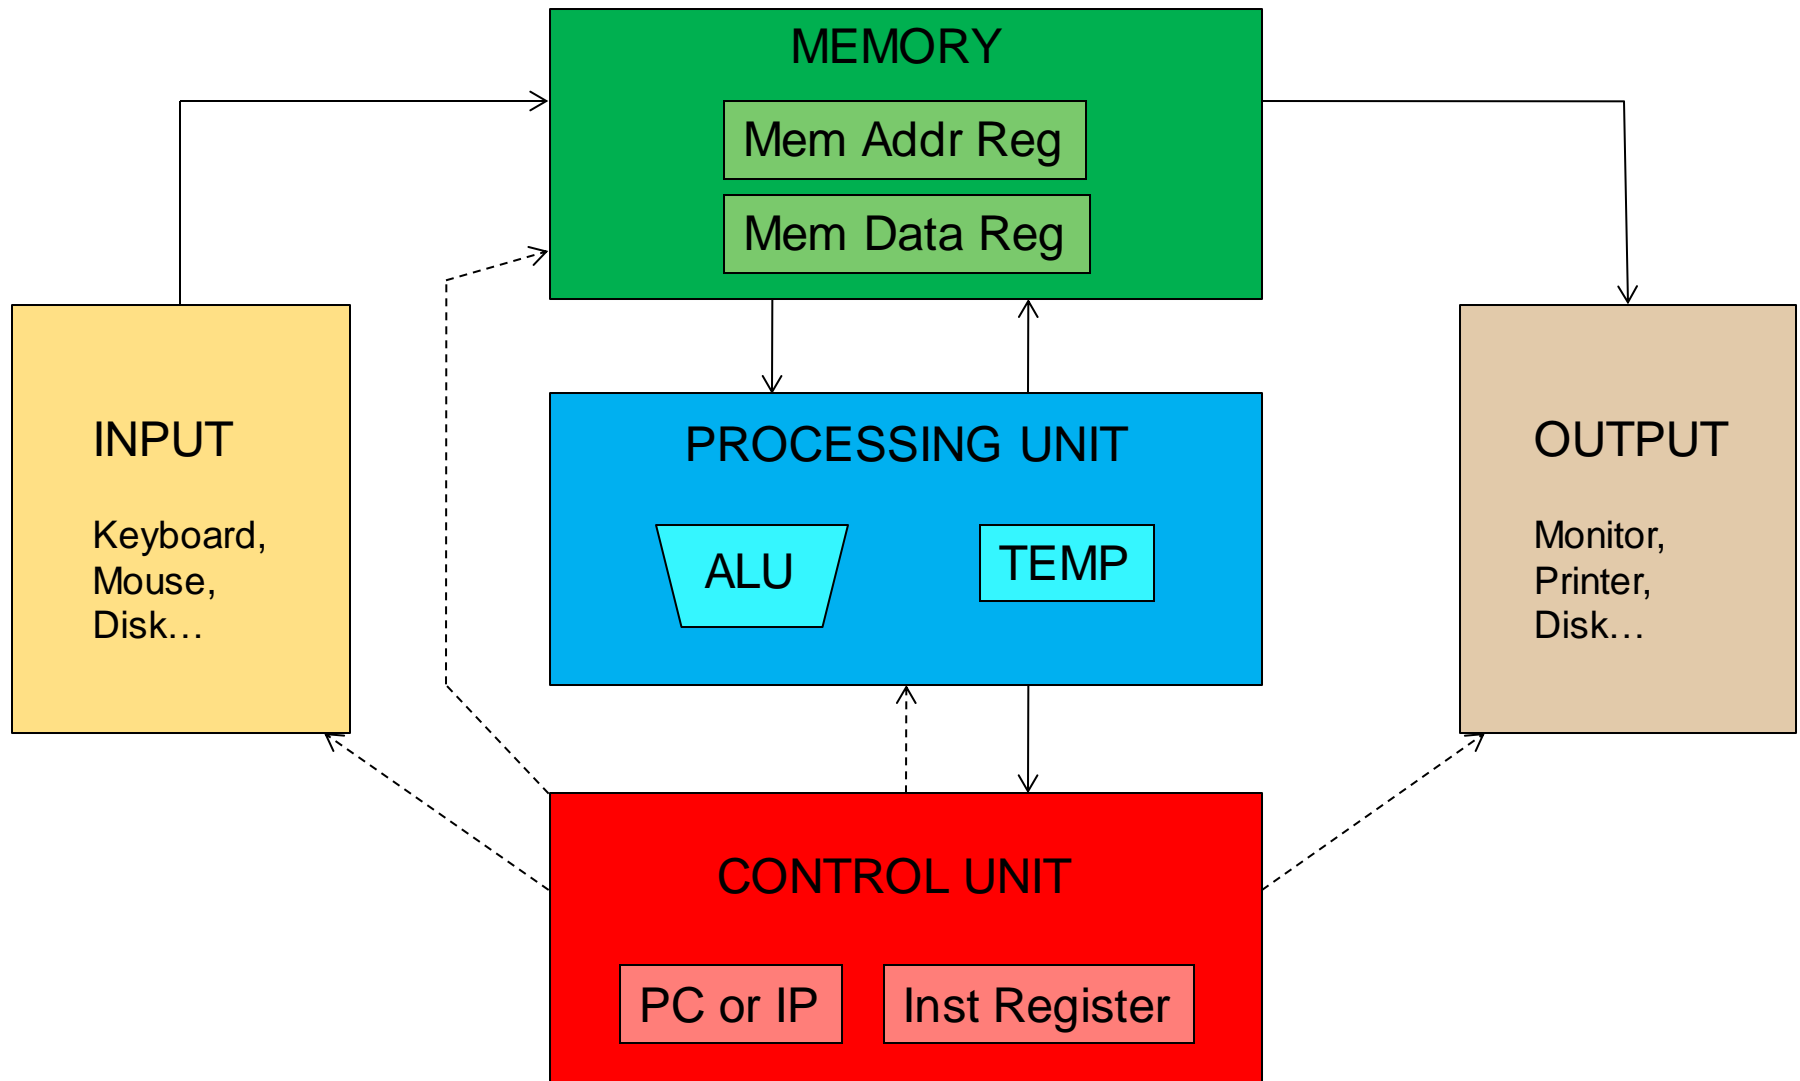 MEMORY
Mem Addr Reg
Mem Data Reg
INPUT
Keyboard,
Mouse,
Disk…
PROCESSING UNIT
ALU
TEMP
OUTPUT
Monitor,
Printer,
Disk…
CONTROL UNIT
PC or IP
Inst Register